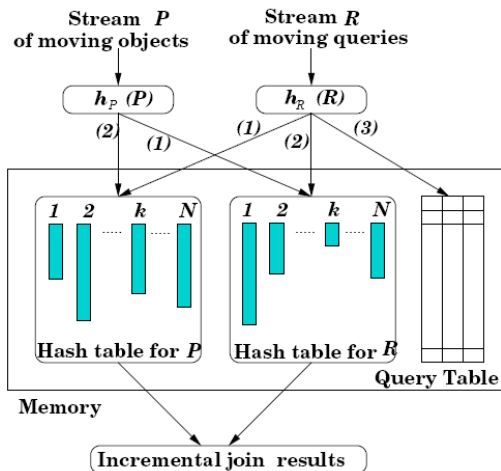 Stream P
of moving objects
Stream R
of moving queries
h_P (P)
h_R (R)
(2)
(1)
(1)
(2)
(3)
1 2 ..... k ..... N
1 2 ..... k ..... N
Hash table for P
Hash table for R
Query Table
Memory
Incremental join results